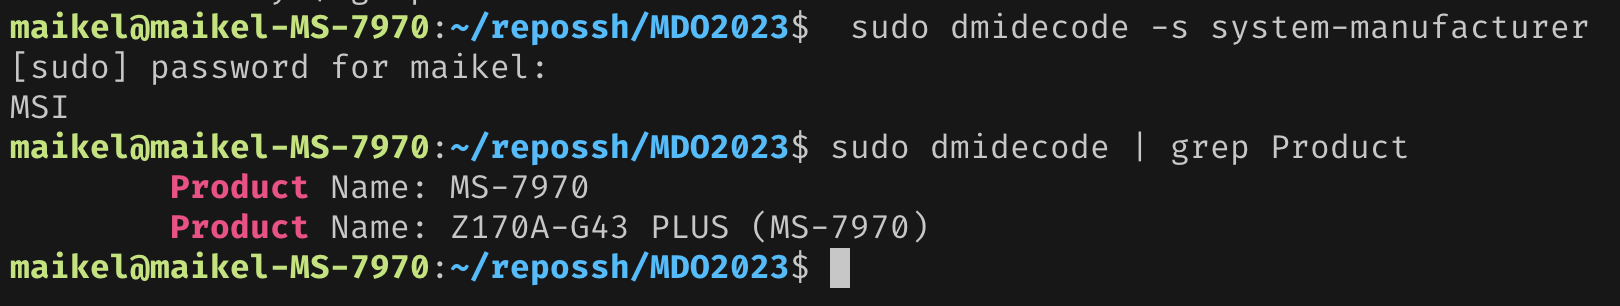 maikel@maikel-MS-7970:~/repossh/MDO2023$  sudo dmidecode -s system-manufacturer
[sudo] password for maikel:
MSI
maikel@maikel-MS-7970:~/repossh/MDO2023$ sudo dmidecode | grep Product
        Product Name: MS-7970
        Product Name: Z170A-G43 PLUS (MS-7970)
maikel@maikel-MS-7970:~/repossh/MDO2023$